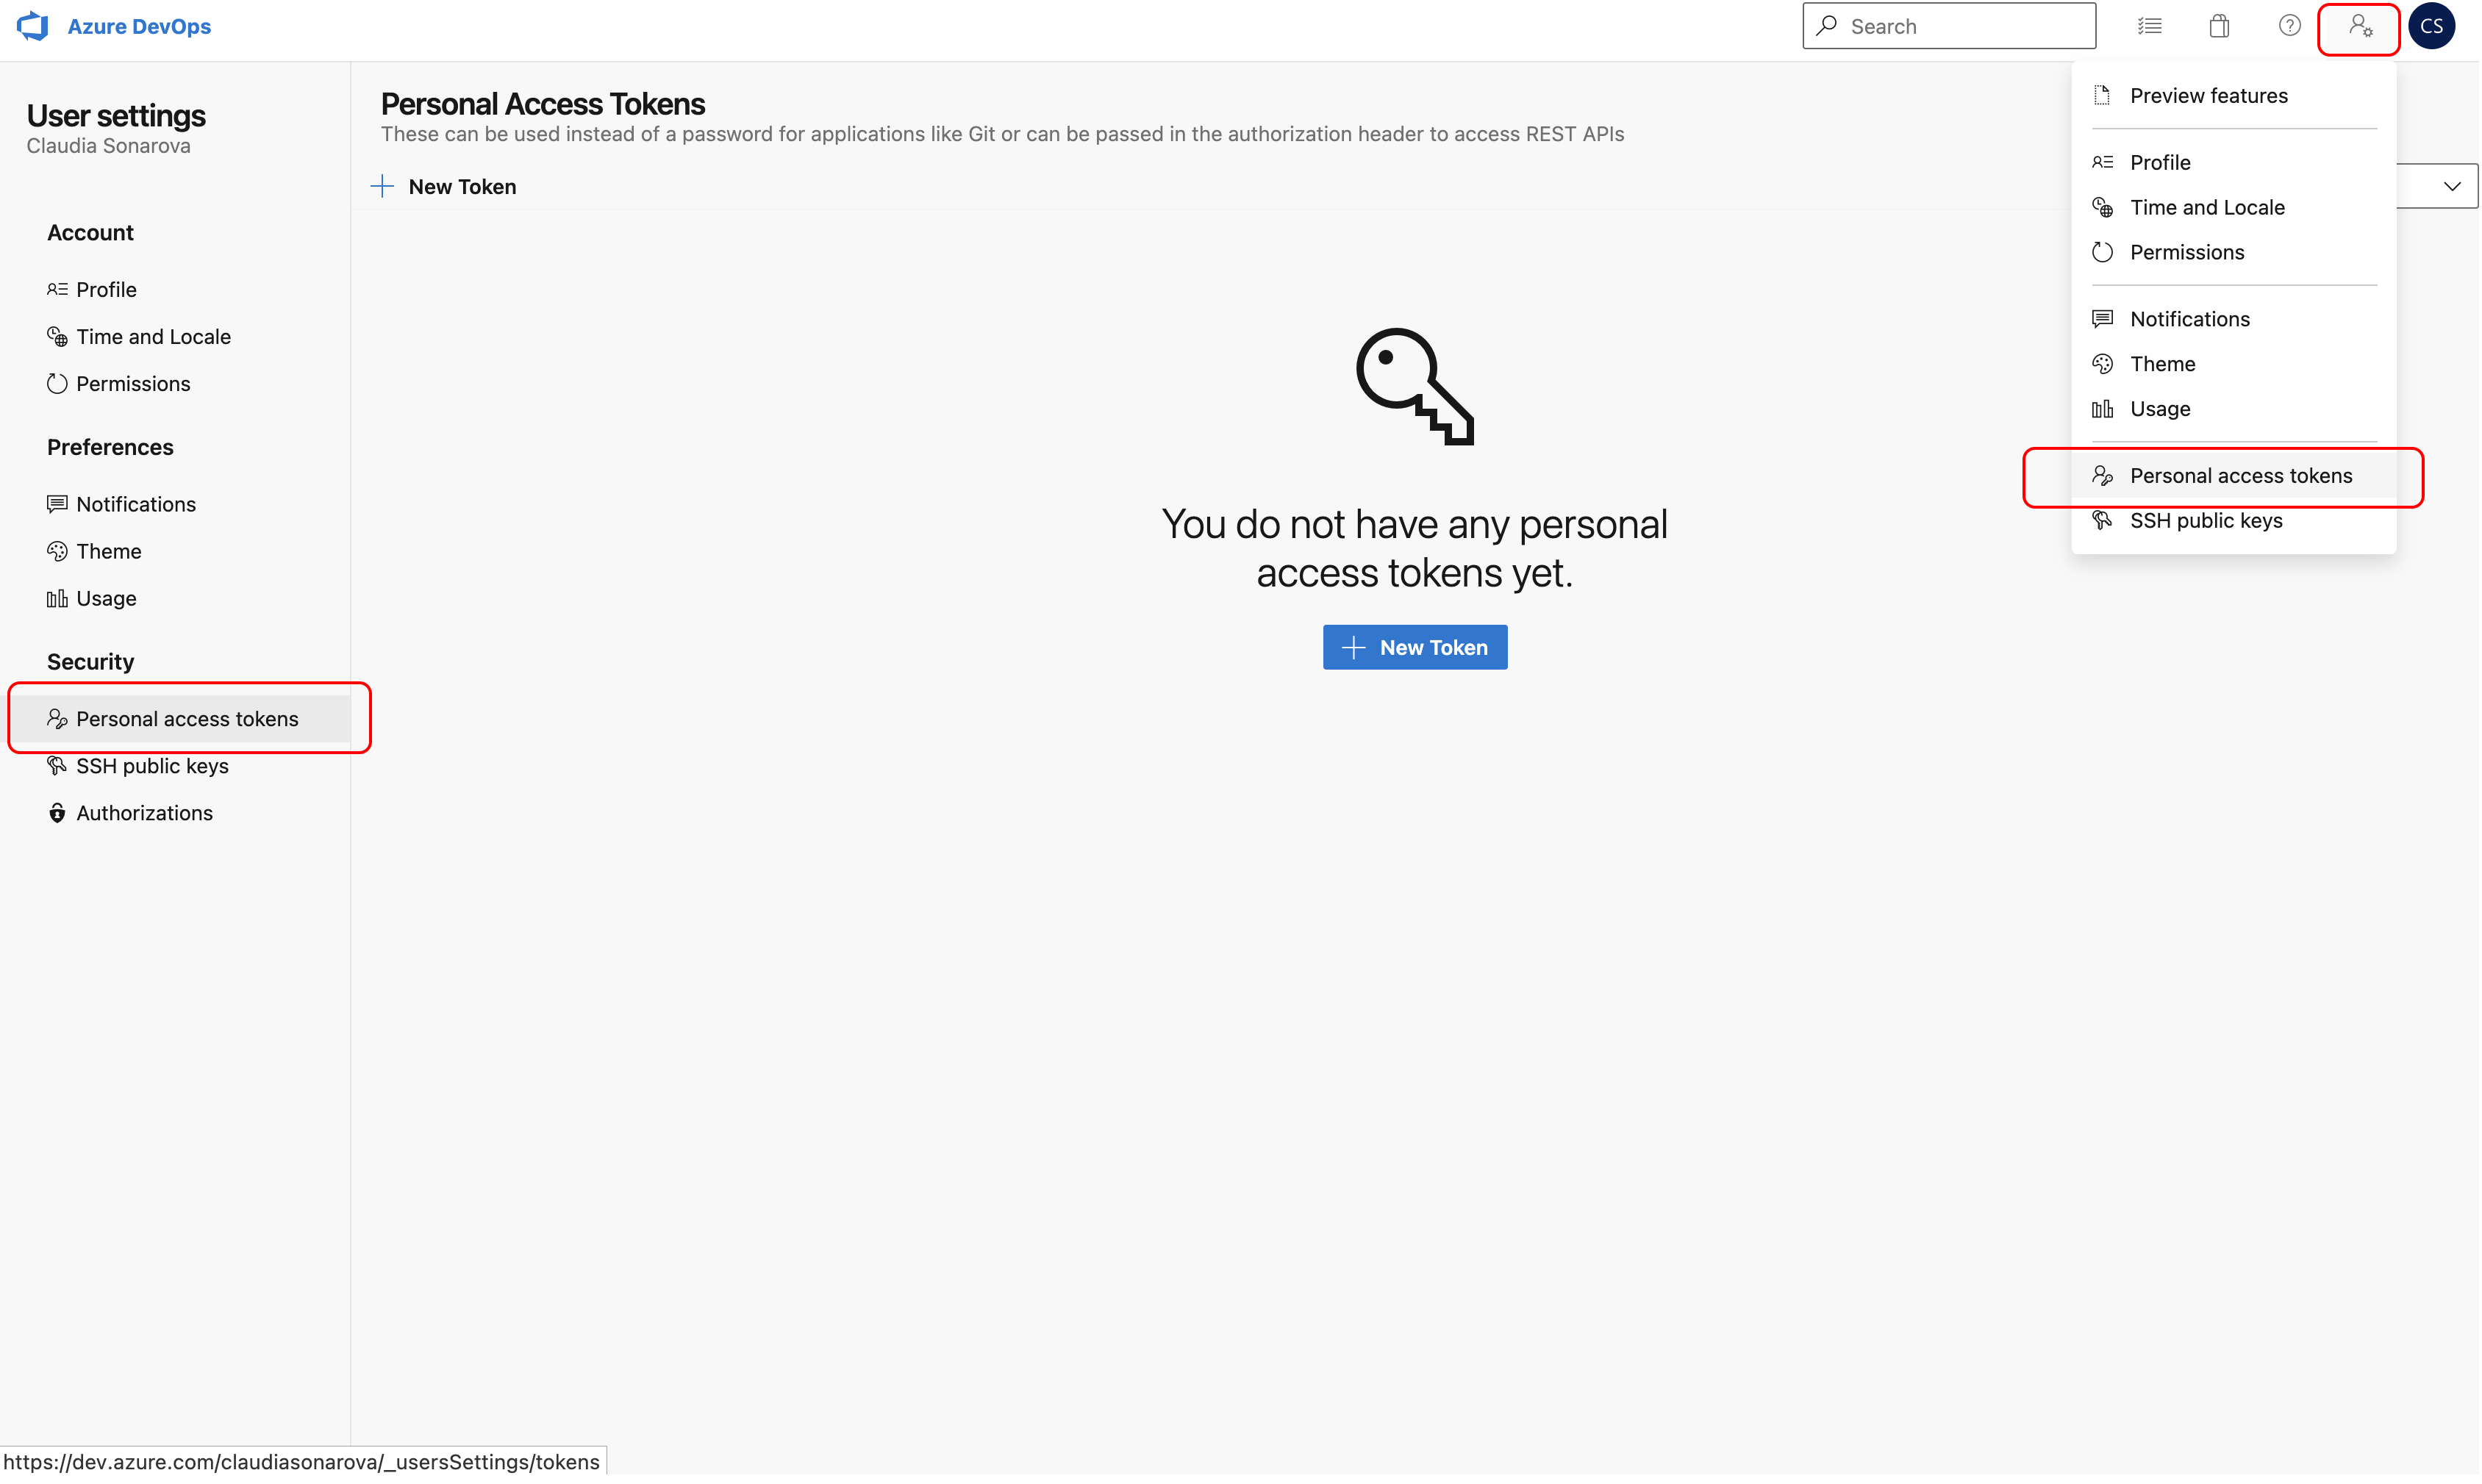 Azure DevOps
Search
CS
User settings
Claudia Sonarova
Account
Profile
Time and Locale
Permissions
Preferences
Notifications
Theme
Usage
Security
Personal access tokens
SSH public keys
Authorizations
Personal Access Tokens
These can be used instead of a password for applications like Git or can be passed in the authorization header to access REST APIs
New Token
You do not have any personal
access tokens yet.
New Token
Preview features
Profile
Time and Locale
Permissions
Notifications
Theme
Usage
Personal access tokens
SSH public keys
https://dev.azure.com/claudiasonarova/_usersSettings/tokens